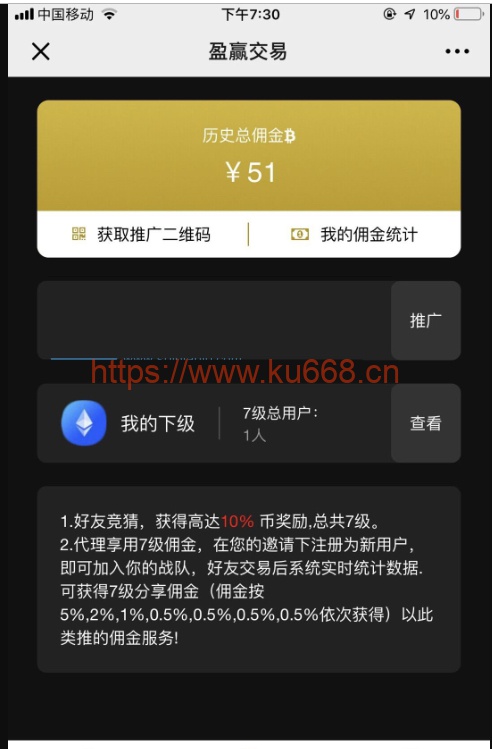 中国移动 下午7:30 10%
盈赢交易
历史总佣金₿
￥51
获取推广二维码 我的佣金统计
推广
https://www.ku668.cn
我的下级 7级总用户： 查看
1人
1.好友竞猜，获得高达10% 币奖励,总共7级。
2.代理享用7级佣金，在您的邀请下注册为新用户，
即可加入你的战队，好友交易后系统实时统计数据.
可获得7级分享佣金（佣金按
5%,2%,1%,0.5%,0.5%,0.5%,0.5%依次获得）以此
类推的佣金服务!